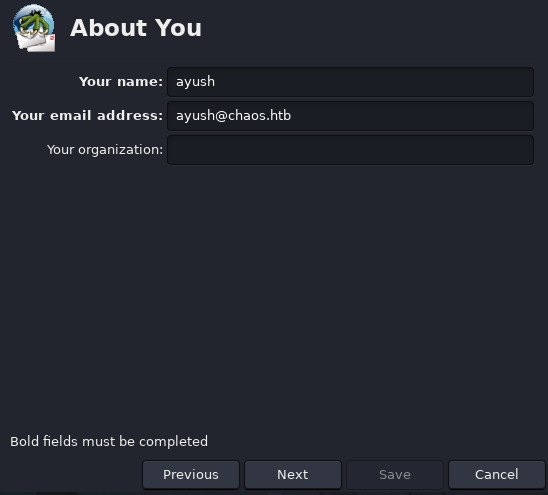 About You
Your name: ayush
Your email address: ayush@chaos.htb
Your organization:
Bold fields must be completed
Previous Next Save Cancel